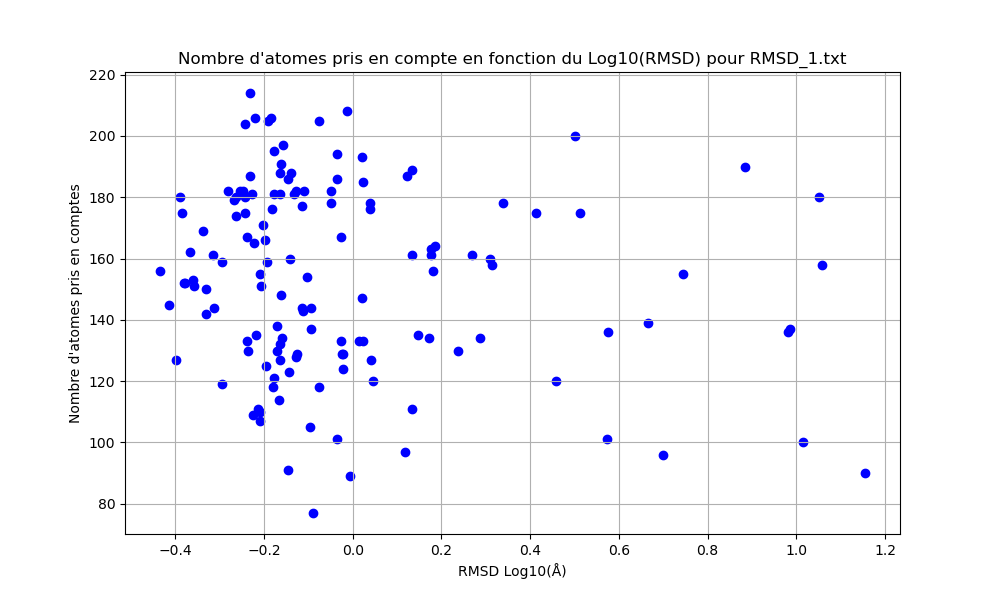 Nombre d'atomes pris en compte en fonction du Log10(RMSD) pour RMSD_1.txt
220
200
180
160
140
120
100
80
Nombre d'atomes pris en comptes
−0.4 −0.2 0.0 0.2 0.4 0.6 0.8 1.0 1.2
RMSD Log10(Å)